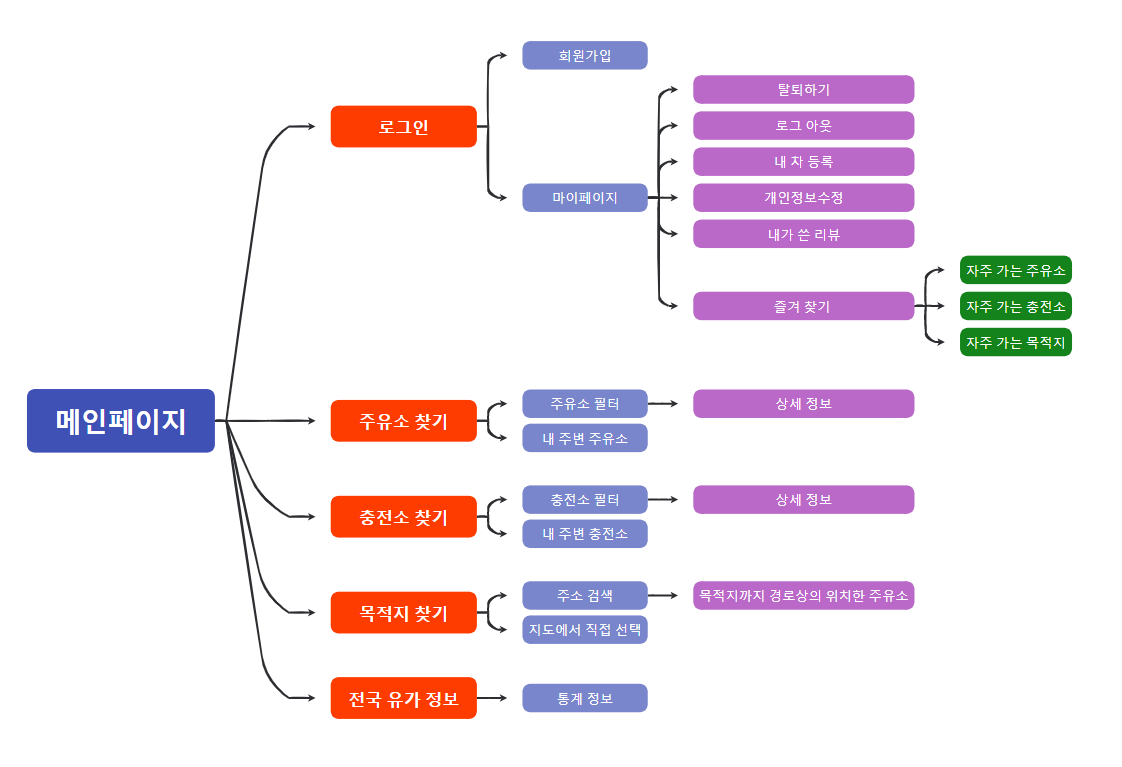 메인페이지
로그인
회원가입
마이페이지
탈퇴하기
로그 아웃
내 차 등록
개인정보수정
내가 쓴 리뷰
즐겨 찾기
자주 가는 주유소
자주 가는 충전소
자주 가는 목적지
주유소 찾기
주유소 필터
상세 정보
내 주변 주유소
충전소 찾기
충전소 필터
상세 정보
내 주변 충전소
목적지 찾기
주소 검색
목적지까지 경로상의 위치한 주유소
지도에서 직접 선택
전국 유가 정보
통계 정보